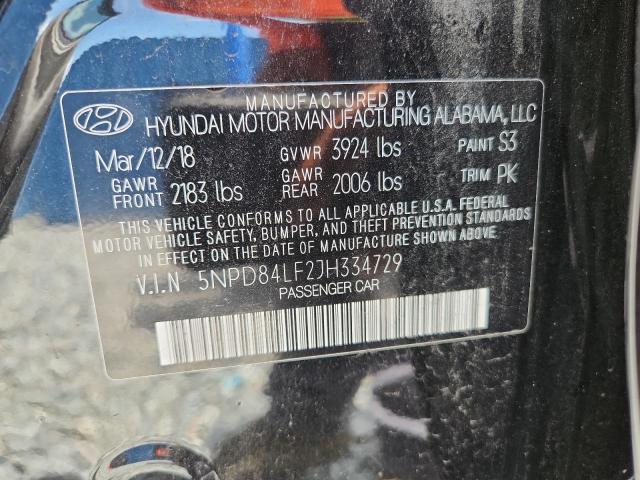 MANUFACTURED BY
HYUNDAI MOTOR MANUFACTURING ALABAMA, LLC
Mar/12/18 GVWR 3924 lbs PAINT S3
GAWR FRONT 2183 lbs GAWR REAR 2006 lbs TRIM PK
THIS VEHICLE CONFORMS TO ALL APPLICABLE U.S.A. FEDERAL
MOTOR VEHICLE SAFETY, BUMPER, AND THEFT PREVENTION STANDARDS
IN EFFECT ON THE DATE OF MANUFACTURE SHOWN ABOVE.
V.I.N 5NPD84LF2JH334729
PASSENGER CAR